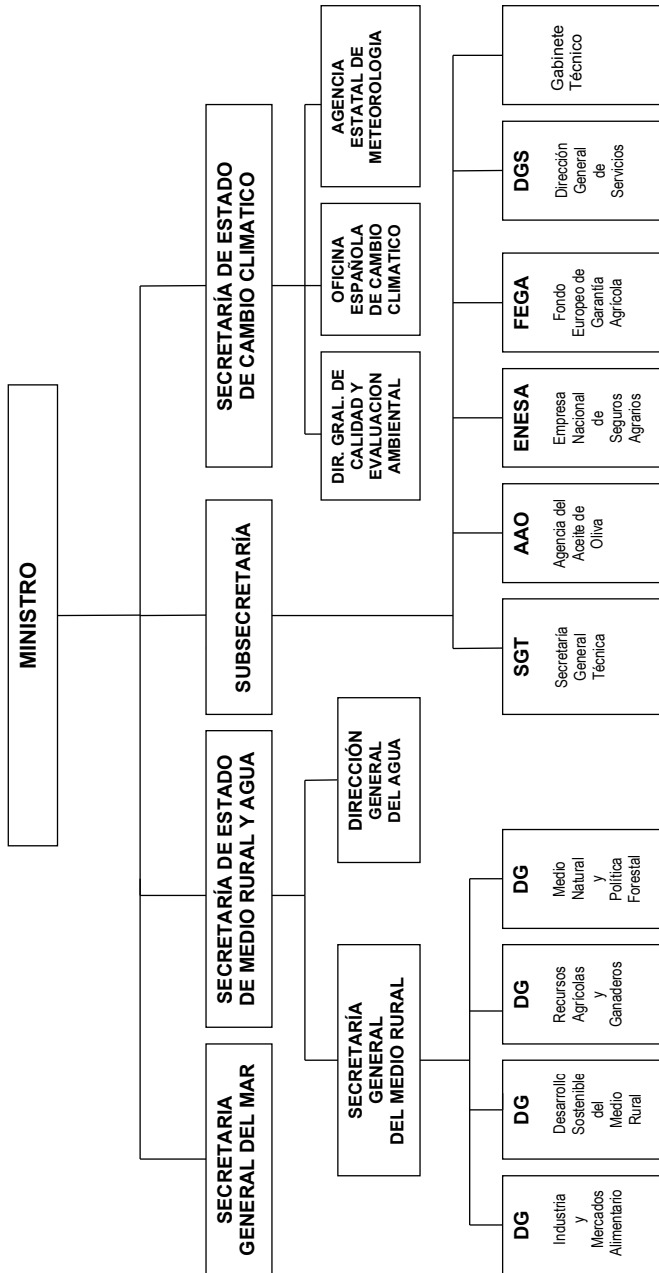 MINISTRO
SECRETARIA
GENERAL DEL MAR
SECRETARÍA DE ESTADO
DE MEDIO RURAL Y AGUA
SUBSECRETARÍA
SECRETARÍA DE ESTADO
DE CAMBIO CLIMATICO
SECRETARÍA
GENERAL
DEL MEDIO RURAL
DIRECCIÓN
GENERAL
DEL AGUA
DIR. GRAL. DE
CALIDAD Y
EVALUACION
AMBIENTAL
OFICINA
ESPAÑOLA
DE CAMBIO
CLIMATICO
AGENCIA
ESTATAL DE
METEOROLOGIA
DG
Industria
y
Mercados
Alimentario
DG
Desarrollo
Sostenible
del
Medio
Rural
DG
Recursos
Agrícolas
y
Ganaderos
DG
Medio
Natural
y
Política
Forestal
SGT
Secretaría
General
Técnica
AAO
Agencia del
Aceite de
Oliva
ENESA
Empresa
Nacional
de
Seguros
Agrarios
FEGA
Fondo
Europeo de
Garantía
Agrícola
DGS
Dirección
General
de
Servicios
Gabinete
Técnico